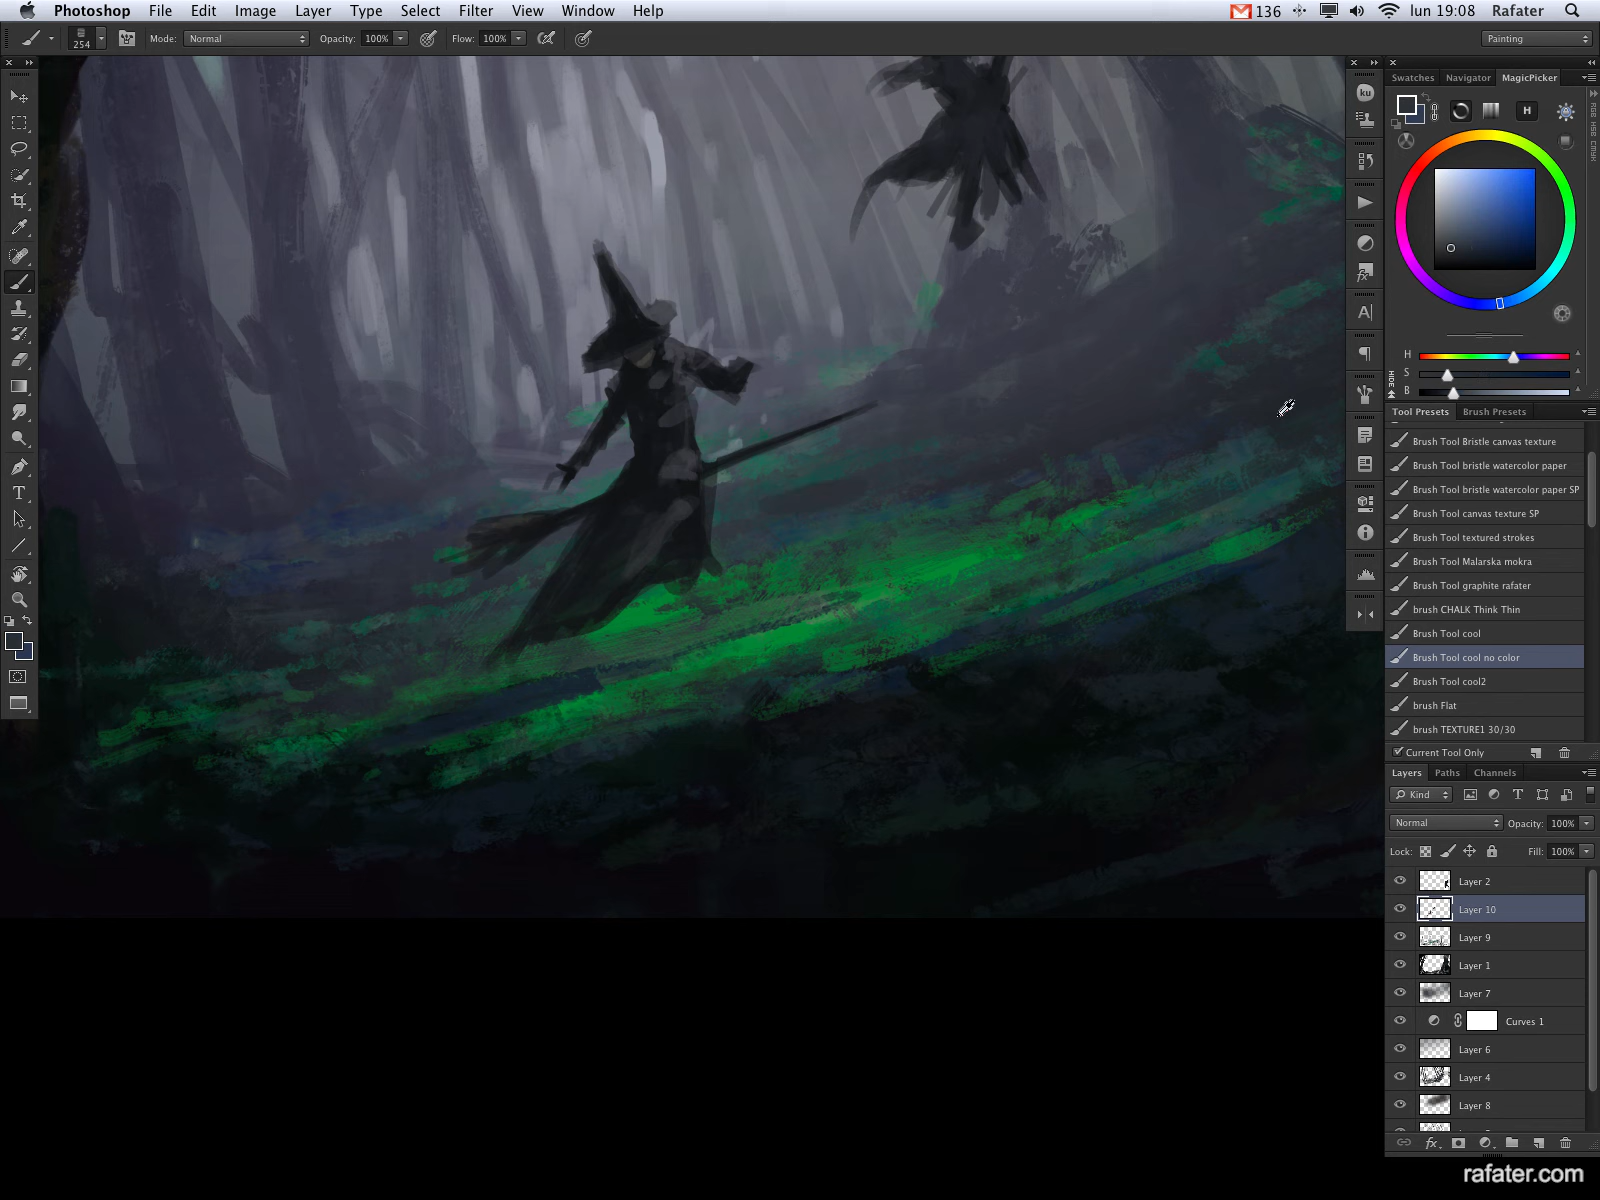 Photoshop File Edit Image Layer Type Select Filter View Window Help 136 lun 19:08 Rafater
254 Mode: Normal Opacity: 100% Flow: 100% Painting
Swatches Navigator MagicPicker
ku
H
RGB HSB CMYK
H
S
B
HIDE
A
Tool Presets Brush Presets
Brush Tool Bristle canvas texture
Brush Tool bristle watercolor paper
Brush Tool bristle watercolor paper SP
Brush Tool canvas texture SP
Brush Tool textured strokes
Brush Tool Malarska mokra
Brush Tool graphite rafater
brush CHALK Think Thin
Brush Tool cool
Brush Tool cool no color
Brush Tool cool2
brush Flat
brush TEXTURE1 30/30
Current Tool Only
Layers Paths Channels
Kind T
Normal Opacity: 100%
Lock: Fill: 100%
Layer 2
Layer 10
Layer 9
Layer 1
Layer 7
Curves 1
Layer 6
Layer 4
Layer 8
fx
rafater.com